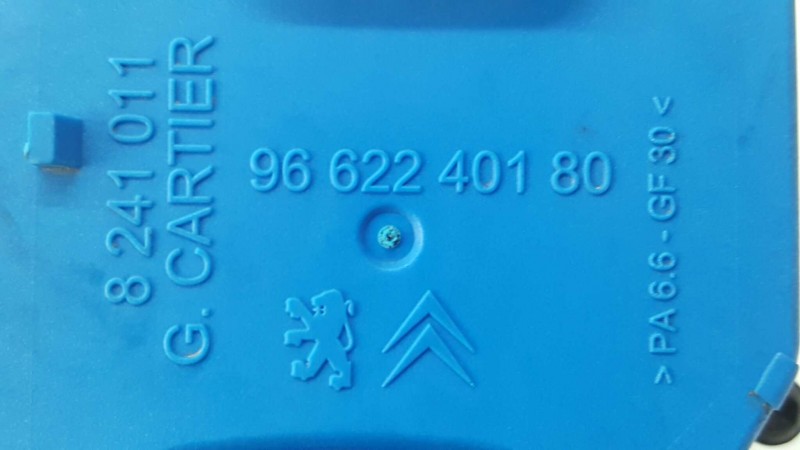 8 241 011
G. CARTIER
96 622 401 80
> PA 6.6 - GF 30 <